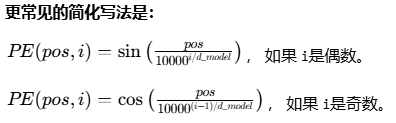 更常见的简化写法是：
PE(pos, i) = sin(pos / 10000^{i/d_model})， 如果 i是偶数。
PE(pos, i) = cos(pos / 10000^{(i−1)/d_model})， 如果 i是奇数。